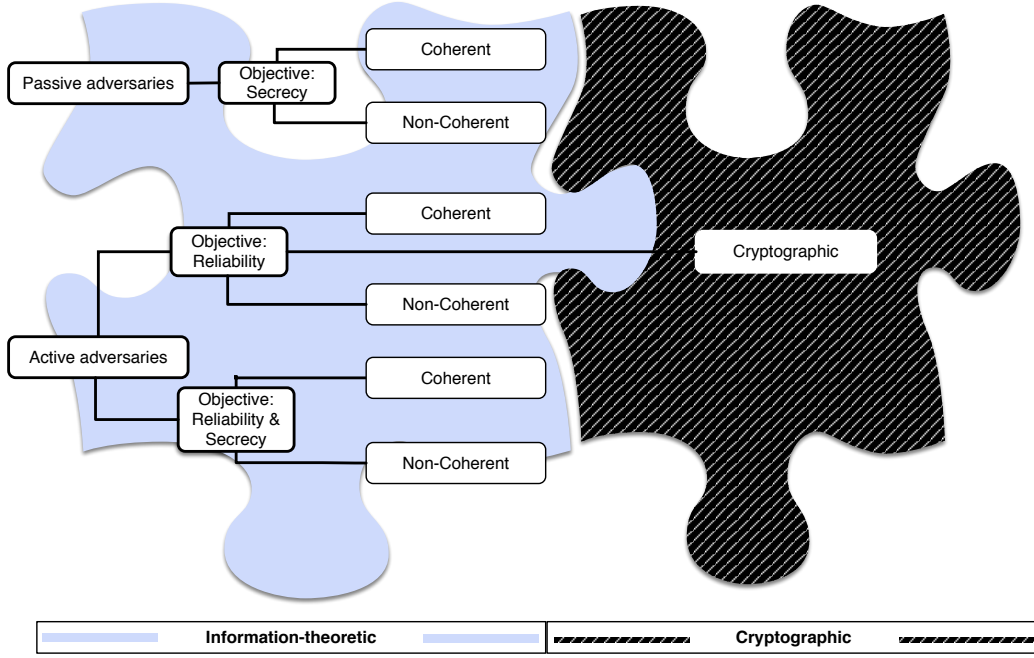 Passive adversaries
Objective:
Secrecy
Coherent
Non-Coherent
Coherent
Objective:
Reliability
Cryptographic
Non-Coherent
Active adversaries
Coherent
Objective:
Reliability &
Secrecy
Non-Coherent
Information-theoretic
Cryptographic